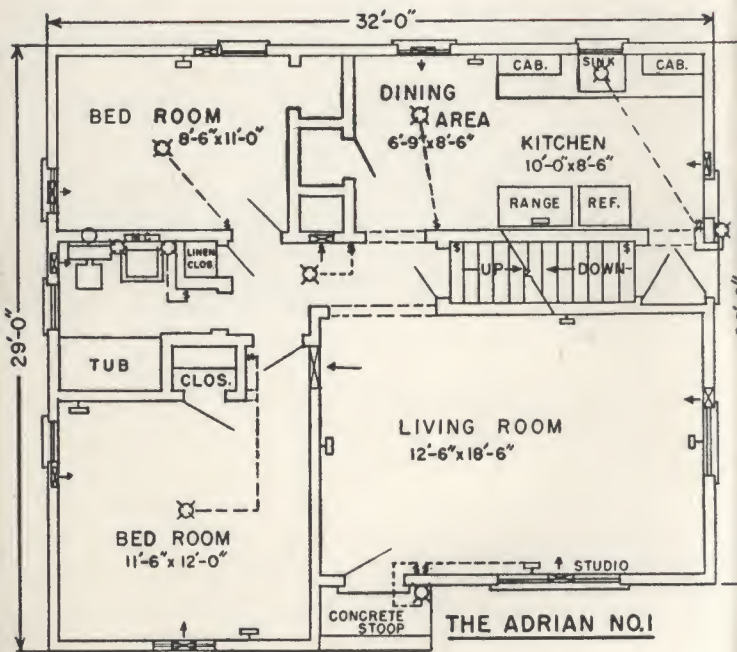 32'-0"
CAB.
SINK
CAB.
BED ROOM
8'-6"x11'-0"
DINING
AREA
6'-9"x8'-6"
KITCHEN
10'-0"x8'-6"
RANGE
REF.
LINEN
CLOS.
S
S
UP
DOWN
29'-0"
TUB
CLOS.
LIVING ROOM
12'-6"x18'-6"
BED ROOM
11'-6"x12'-0"
STUDIO
CONCRETE
STOOP
THE ADRIAN NO.1